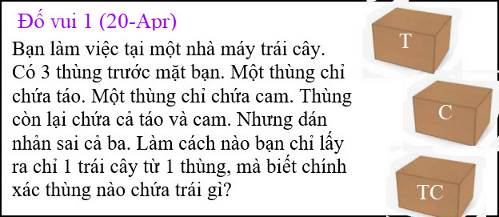 Đố vui 1 (20-Apr)
Bạn làm việc tại một nhà máy trái cây.
Có 3 thùng trước mặt bạn. Một thùng chỉ
chứa táo. Một thùng chỉ chứa cam. Thùng
còn lại chứa cả táo và cam. Nhưng dán
nhãn sai cả ba. Làm cách nào bạn chỉ lấy
ra chỉ 1 trái cây từ 1 thùng, mà biết chính
xác thùng nào chứa trái gì?
T
C
TC